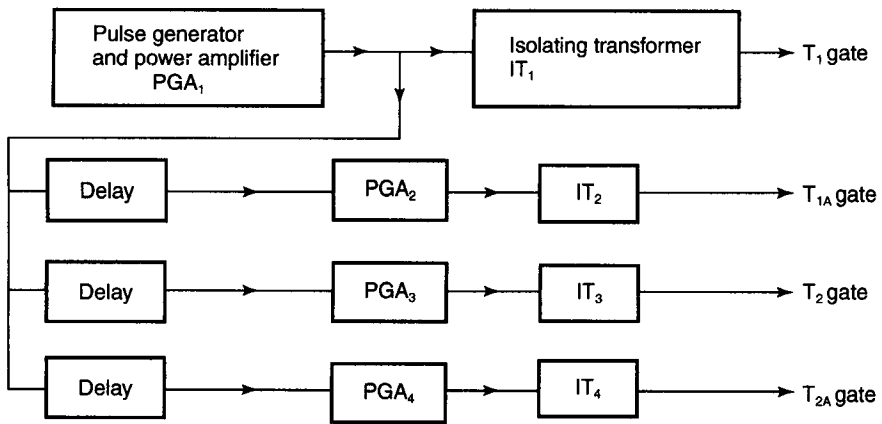 Pulse generator
and power amplifier
PGA₁
Isolating transformer
IT₁
T₁ gate
Delay
PGA₂
IT₂
T₁ₐ gate
Delay
PGA₃
IT₃
T₂ gate
Delay
PGA₄
IT₄
T₂ₐ gate